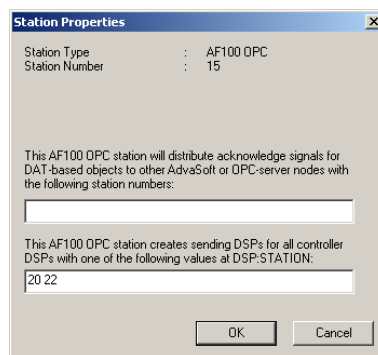 Station Properties
Station Type : AF100 OPC
Station Number : 15
This AF100 OPC station will distribute acknowledge signals for
DAT-based objects to other AdvaSoft or OPC-server nodes with
the following station numbers:
This AF100 OPC station creates sending DSPs for all controller
DSPs with one of the following values at DSP:STATION:
20 22
OK Cancel